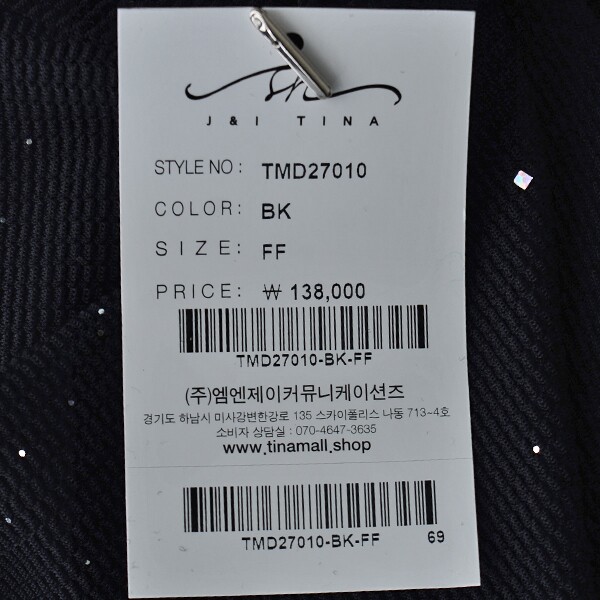 J & I TINA
STYLE NO : TMD27010
COLOR: BK
SIZE: FF
PRICE: ₩ 138,000
TMD27010-BK-FF
(주)엠엔제이커뮤니케이션즈
경기도 하남시 미사강변한강로 135 스카이폴리스 나동 713~4호
소비자 상담실 : 070-4647-3635
www.tinamall.shop
TMD27010-BK-FF 69